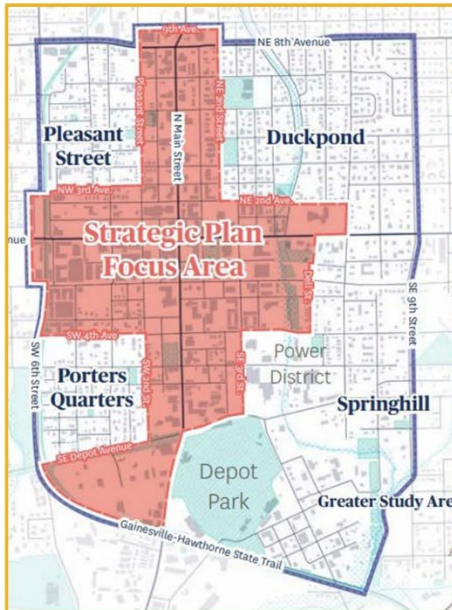 9th Ave.
NE 8th Avenue
Pleasant Street
NE 2nd Street
N Main Street
Pleasant
Street
Duckpond
NW 3rd Ave.
NE 2nd Ave.
nue
Strategic Plan
Focus Area
SE 9th Street
SW 4th Ave
SW 6th Street
SW 2nd St
SE 3rd St
Power
District
Porters
Quarters
Springhill
SE Depot Avenue
Depot
Park
Greater Study Are
Gainesville-Hawthorne State Trail